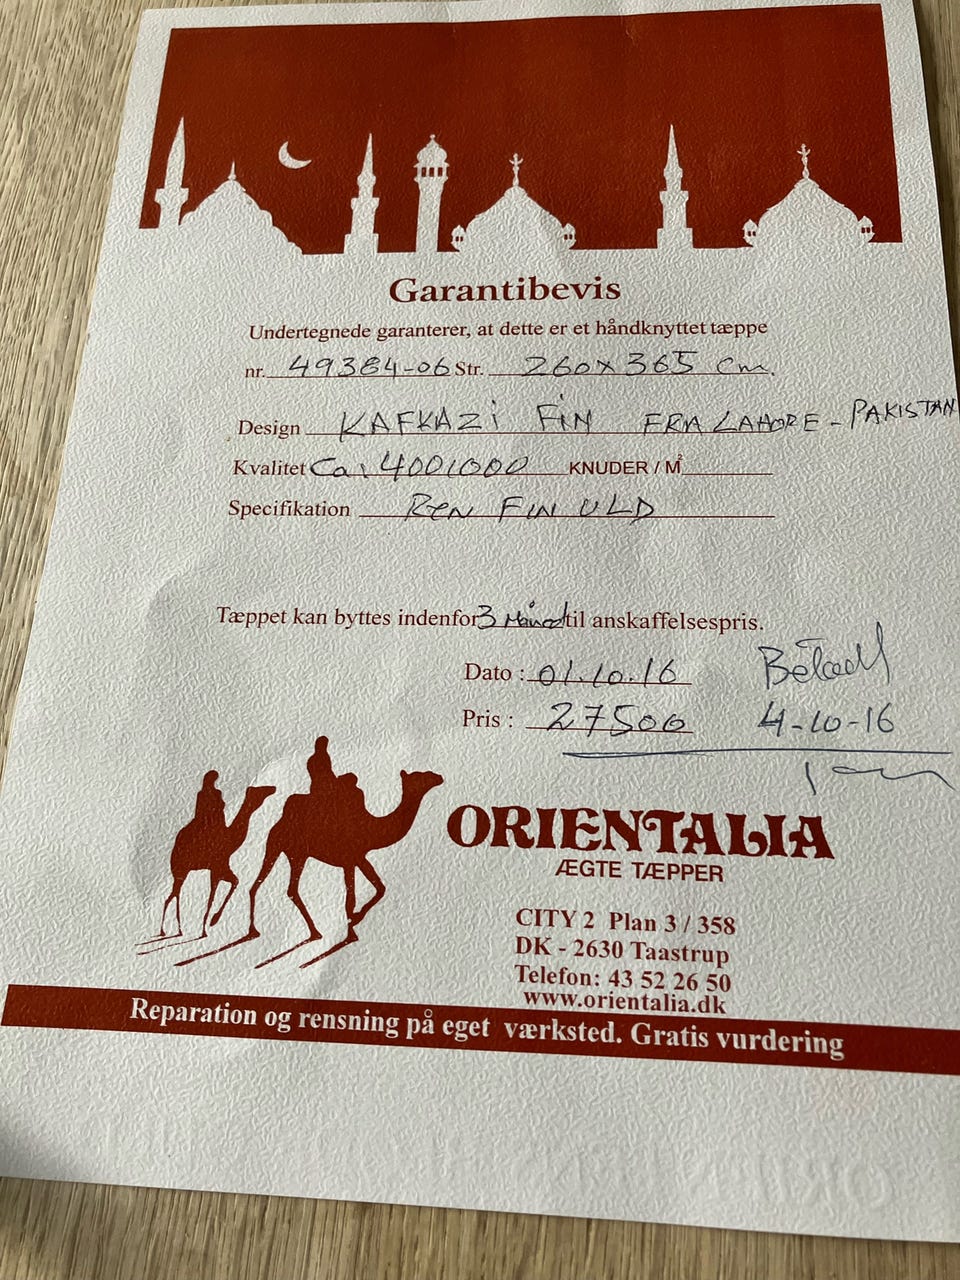 Garantibevis
Undertegnede garanterer, at dette er et håndknyttet tæppe
nr. 49384-06 Str. 260x365 cm.
Design KAFKAZI FIN FRA LAHORE - PAKISTAN
Kvalitet Ca. 400.000 KNUDER / M²
Specifikation REN FIN ULD
Tæppet kan byttes indenfor 3 Måned til anskaffelsespris.
Dato : 01.10.16
Pris : 27500
4-10-16
ORIENTALIA
ÆGTE TÆPPER
CITY 2 Plan 3 / 358
DK - 2630 Taastrup
Telefon: 43 52 26 50
www.orientalia.dk
Reparation og rensning på eget værksted. Gratis vurdering